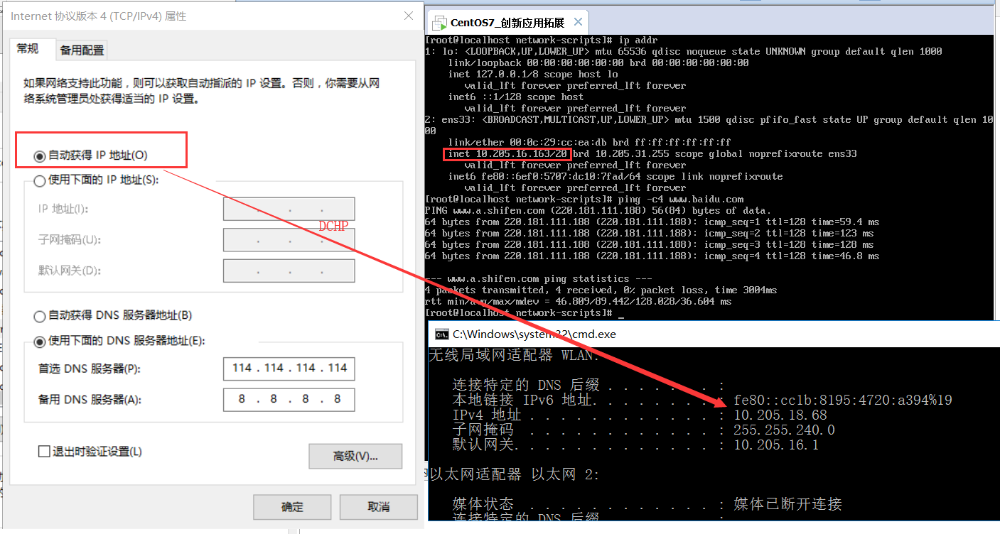 Internet 协议版本 4 (TCP/IPv4) 属性
常规
备用配置
如果网络支持此功能，则可以获取自动指派的 IP 设置。否则，你需要从网
络系统管理员处获得适当的 IP 设置。
自动获得 IP 地址(O)
使用下面的 IP 地址(S):
IP 地址(I):
子网掩码(U):
默认网关(D):
DCHP
自动获得 DNS 服务器地址(B)
使用下面的 DNS 服务器地址(E):
首选 DNS 服务器(P):
114 . 114 . 114 . 114
备用 DNS 服务器(A):
8 . 8 . 8 . 8
退出时验证设置(L)
高级(V)...
确定
取消
CentOS7_创新应用拓展
[root@localhost network-scripts]# ip addr
1: lo: <LOOPBACK,UP,LOWER_UP> mtu 65536 qdisc noqueue state UNKNOWN group default qlen 1000
link/loopback 00:00:00:00:00:00 brd 00:00:00:00:00:00
inet 127.0.0.1/8 scope host lo
valid_lft forever preferred_lft forever
inet6 ::1/128 scope host
valid_lft forever preferred_lft forever
2: ens33: <BROADCAST,MULTICAST,UP,LOWER_UP> mtu 1500 qdisc pfifo_fast state UP group default qlen 10
00
link/ether 00:0c:29:cc:ea:db brd ff:ff:ff:ff:ff:ff
inet 10.205.16.163/20 brd 10.205.31.255 scope global noprefixroute ens33
valid_lft forever preferred_lft forever
inet6 fe80::6ef0:5707:dc10:7fad/64 scope link noprefixroute
valid_lft forever preferred_lft forever
[root@localhost network-scripts]# ping -c4 www.baidu.com
PING www.a.shifen.com (220.181.111.188) 56(84) bytes of data.
64 bytes from 220.181.111.188 (220.181.111.188): icmp_seq=1 ttl=128 time=59.4 ms
64 bytes from 220.181.111.188 (220.181.111.188): icmp_seq=2 ttl=128 time=123 ms
64 bytes from 220.181.111.188 (220.181.111.188): icmp_seq=3 ttl=128 time=128 ms
64 bytes from 220.181.111.188 (220.181.111.188): icmp_seq=4 ttl=128 time=46.8 ms
--- www.a.shifen.com ping statistics ---
4 packets transmitted, 4 received, 0% packet loss, time 3004ms
rtt min/avg/max/mdev = 46.809/89.442/128.028/36.604 ms
[root@localhost network-scripts]# _
C:\Windows\system32\cmd.exe
无线局域网适配器 WLAN:
连接特定的 DNS 后缀 . . . . . . . :
本地链接 IPv6 地址. . . . . . . . : fe80::cc1b:8195:4720:a394%19
IPv4 地址 . . . . . . . . . . . . : 10.205.18.68
子网掩码 . . . . . . . . . . . . : 255.255.240.0
默认网关. . . . . . . . . . . . . : 10.205.16.1
以太网适配器 以太网 2:
媒体状态 . . . . . . . . . . . . : 媒体已断开连接
连接特定的 DNS 后缀 . . . . . . . :